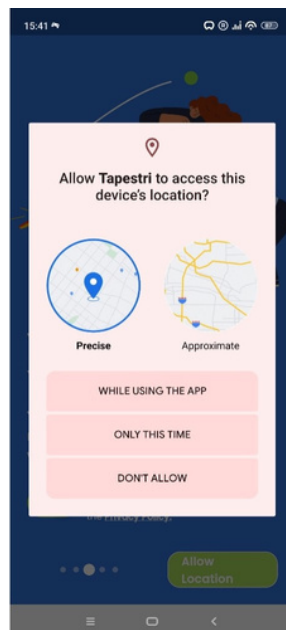 15:41
Allow Tapestri to access this
device's location?
Precise
Approximate
WHILE USING THE APP
ONLY THIS TIME
DON'T ALLOW
the Privacy Policy.
Allow
Location